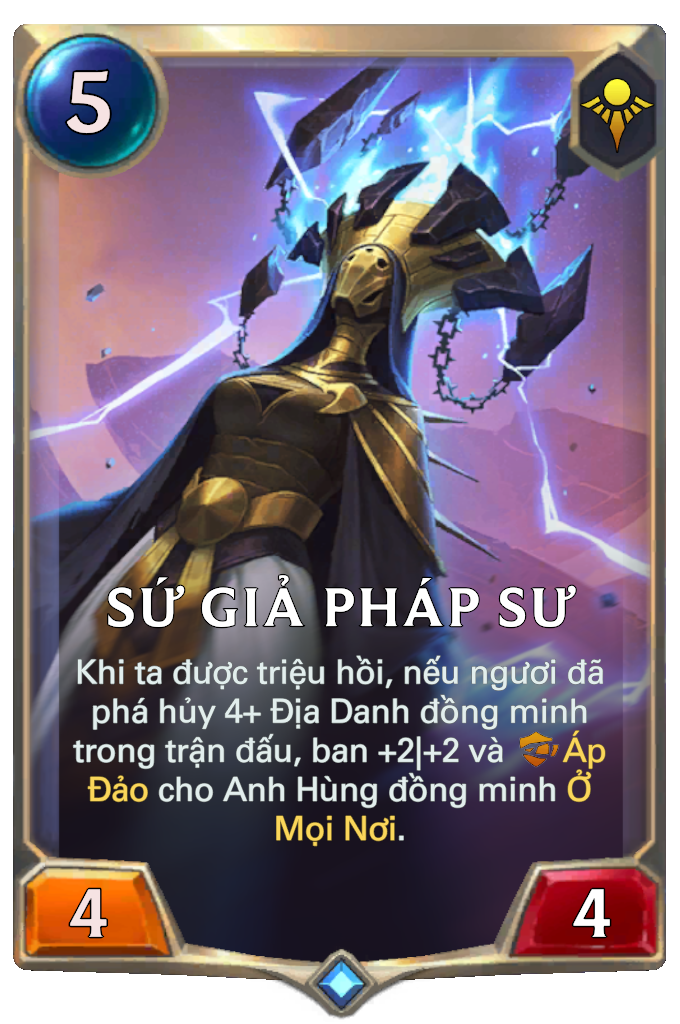 5
SỨ GIẢ PHÁP SƯ
Khi ta được triệu hồi, nếu ngươi đã
phá hủy 4+ Địa Danh đồng minh
trong trận đấu, ban +2|+2 và Áp
Đảo cho Anh Hùng đồng minh Ở
Mọi Nơi.
4
4